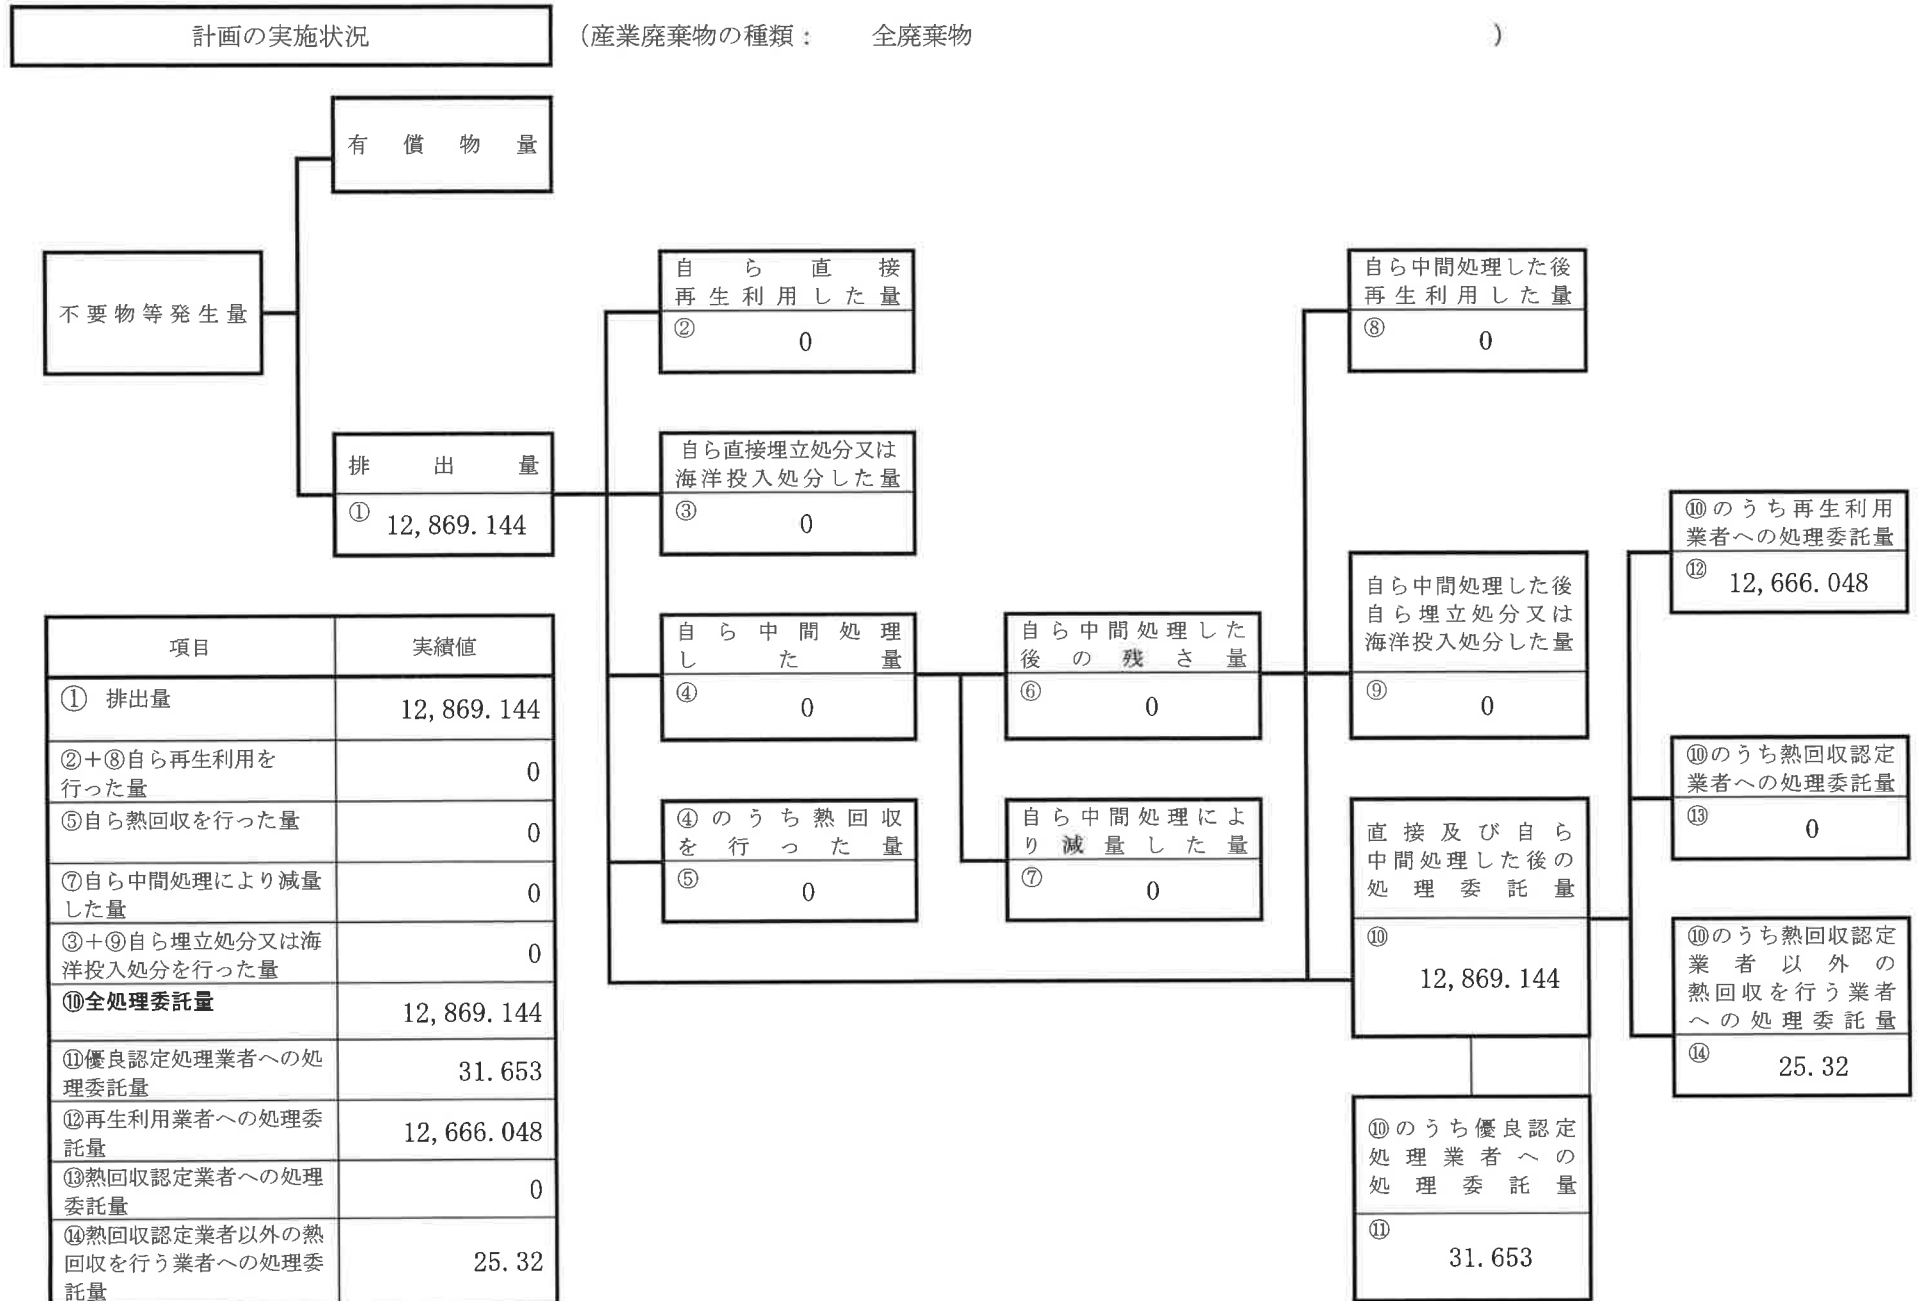 計画の実施状況
(産業廃棄物の種類： 全廃棄物 )
有償物量
不要物等発生量
排出量
① 12,869.144
自ら直接
再生利用した量
② 0
自ら直接埋立処分又は
海洋投入処分した量
③ 0
自ら中間処理
した量
④ 0
④のうち熱回収
を行った量
⑤ 0
自ら中間処理した
後の残さ量
⑥ 0
自ら中間処理によ
り減量した量
⑦ 0
自ら中間処理した後
再生利用した量
⑧ 0
自ら中間処理した後
自ら埋立処分又は
海洋投入処分した量
⑨ 0
直接及び自ら
中間処理した後の
処理委託量
⑩
12,869.144
⑩のうち優良認定
処理業者への
処理委託量
⑪
31.653
⑩のうち再生利用
業者への処理委託量
⑫ 12,666.048
⑩のうち熱回収認定
業者への処理委託量
⑬ 0
⑩のうち熱回収認定
業者以外の
熱回収を行う業者
への処理委託量
⑭ 25.32
項目 実績値
① 排出量 12,869.144
②＋⑧自ら再生利用を
行った量 0
⑤自ら熱回収を行った量 0
⑦自ら中間処理により減量
した量 0
③＋⑨自ら埋立処分又は海
洋投入処分を行った量 0
⑩全処理委託量 12,869.144
⑪優良認定処理業者への処
理委託量 31.653
⑫再生利用業者への処理委
託量 12,666.048
⑬熱回収認定業者への処理
委託量 0
⑭熱回収認定業者以外の熱
回収を行う業者への処理委
託量 25.32